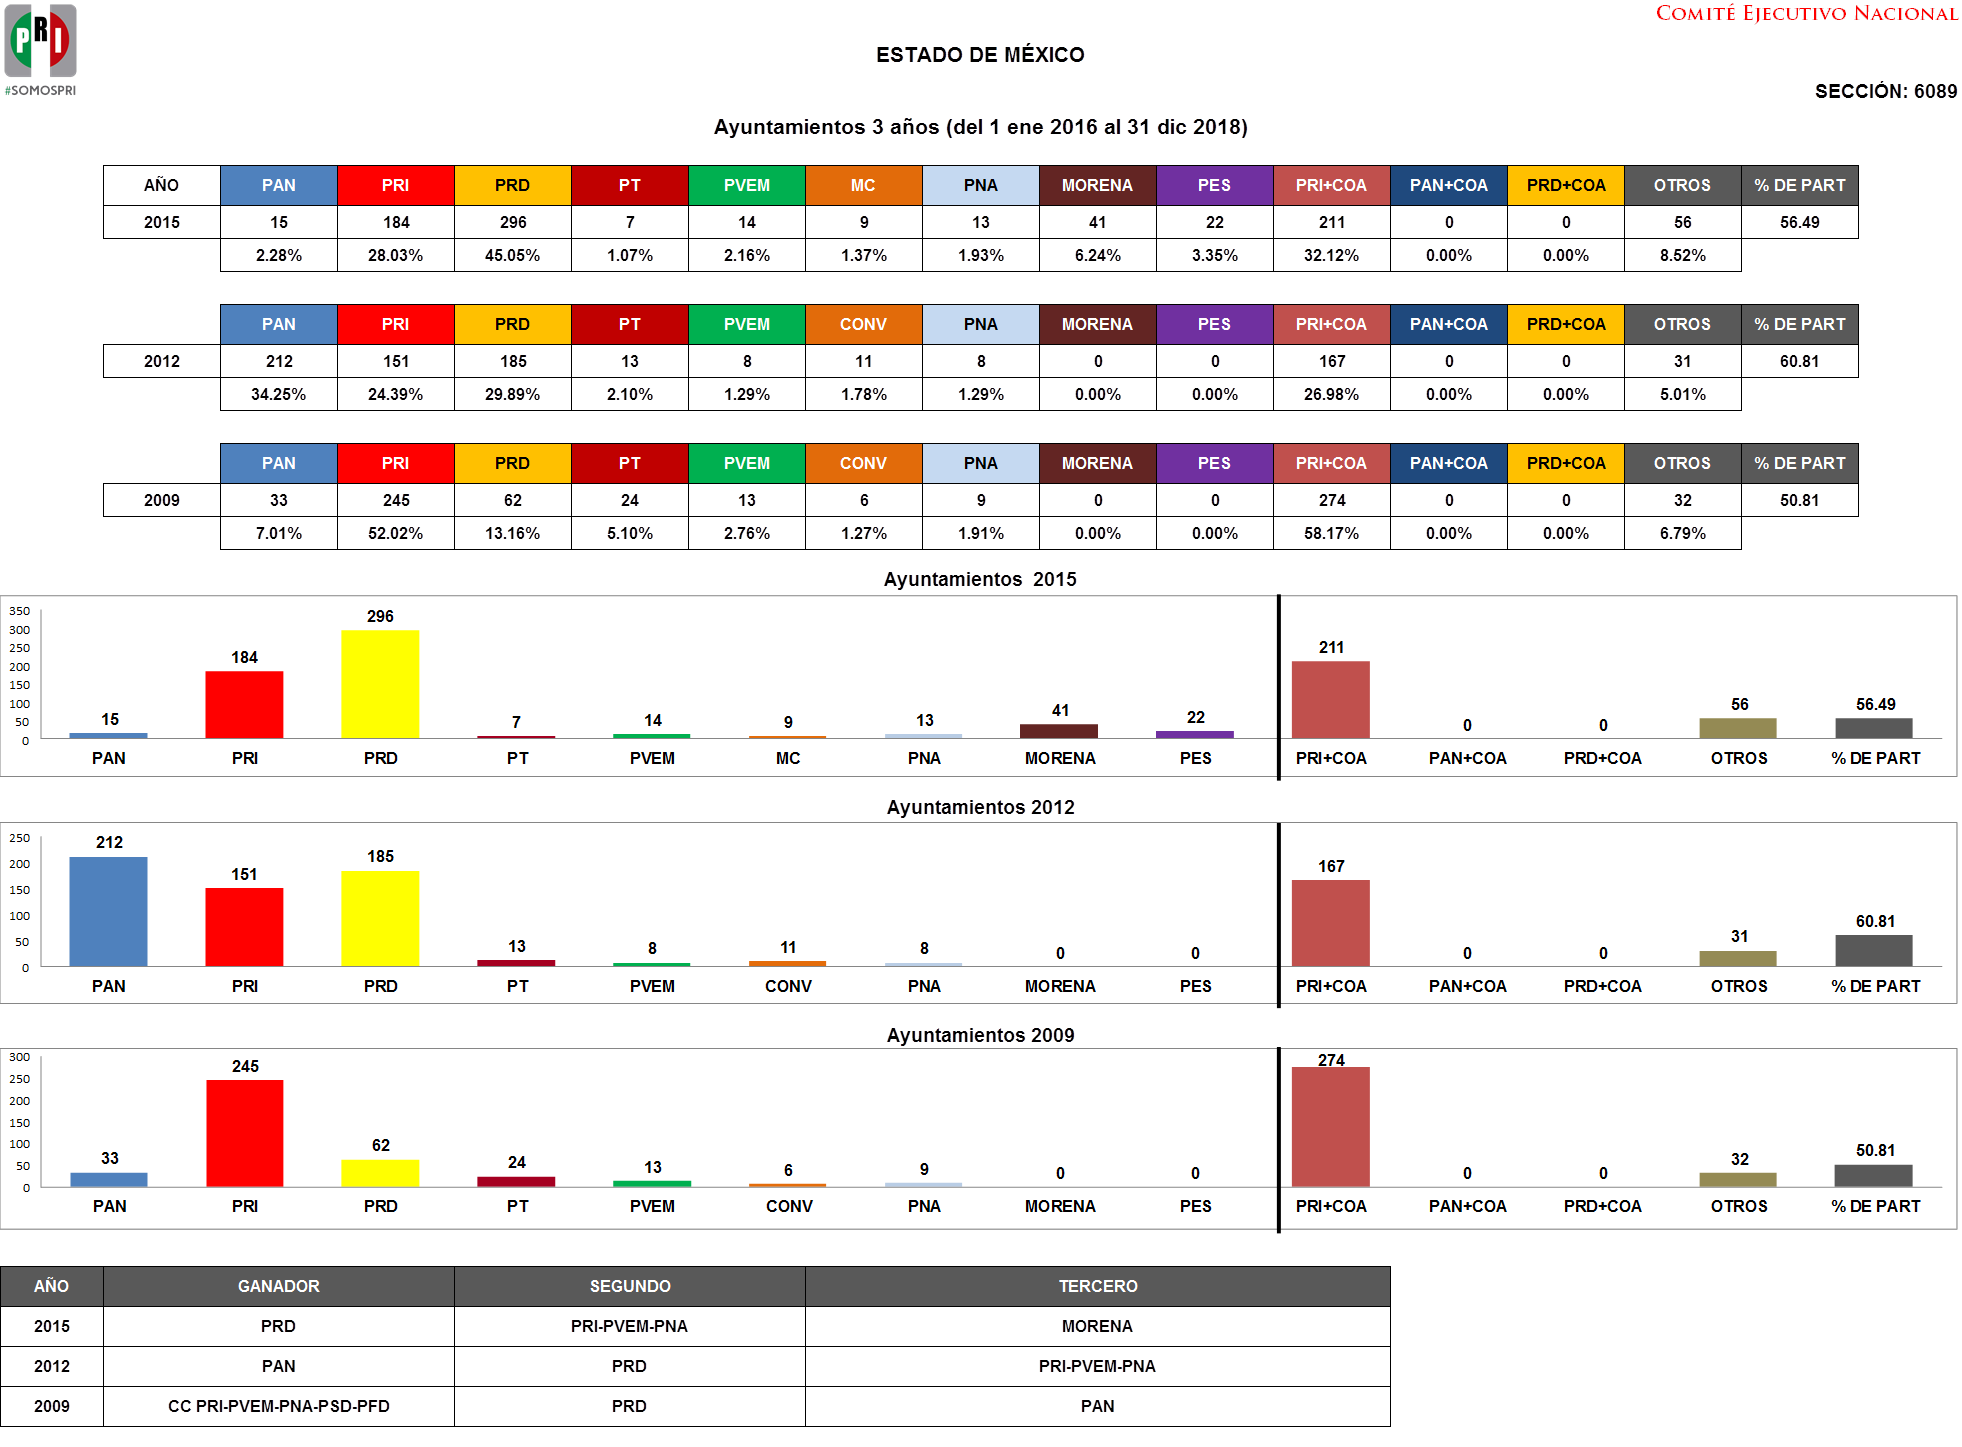 PRI
#SOMOSPRI
COMITÉ EJECUTIVO NACIONAL
ESTADO DE MÉXICO
SECCIÓN: 6089
Ayuntamientos 3 años (del 1 ene 2016 al 31 dic 2018)
AÑO PAN PRI PRD PT PVEM MC PNA MORENA PES PRI+COA PAN+COA PRD+COA OTROS % DE PART
2015 15 184 296 7 14 9 13 41 22 211 0 0 56 56.49
2.28% 28.03% 45.05% 1.07% 2.16% 1.37% 1.93% 6.24% 3.35% 32.12% 0.00% 0.00% 8.52%
PAN PRI PRD PT PVEM CONV PNA MORENA PES PRI+COA PAN+COA PRD+COA OTROS % DE PART
2012 212 151 185 13 8 11 8 0 0 167 0 0 31 60.81
34.25% 24.39% 29.89% 2.10% 1.29% 1.78% 1.29% 0.00% 0.00% 26.98% 0.00% 0.00% 5.01%
PAN PRI PRD PT PVEM CONV PNA MORENA PES PRI+COA PAN+COA PRD+COA OTROS % DE PART
2009 33 245 62 24 13 6 9 0 0 274 0 0 32 50.81
7.01% 52.02% 13.16% 5.10% 2.76% 1.27% 1.91% 0.00% 0.00% 58.17% 0.00% 0.00% 6.79%
Ayuntamientos 2015
350
300
250
200
150
100
50
0
15 184 296 7 14 9 13 41 22 211 0 0 56 56.49
PAN PRI PRD PT PVEM MC PNA MORENA PES PRI+COA PAN+COA PRD+COA OTROS % DE PART
Ayuntamientos 2012
250
200
150
100
50
0
212 151 185 13 8 11 8 0 0 167 0 0 31 60.81
PAN PRI PRD PT PVEM CONV PNA MORENA PES PRI+COA PAN+COA PRD+COA OTROS % DE PART
Ayuntamientos 2009
300
250
200
150
100
50
0
33 245 62 24 13 6 9 0 0 274 0 0 32 50.81
PAN PRI PRD PT PVEM CONV PNA MORENA PES PRI+COA PAN+COA PRD+COA OTROS % DE PART
AÑO GANADOR SEGUNDO TERCERO
2015 PRD PRI-PVEM-PNA MORENA
2012 PAN PRD PRI-PVEM-PNA
2009 CC PRI-PVEM-PNA-PSD-PFD PRD PAN